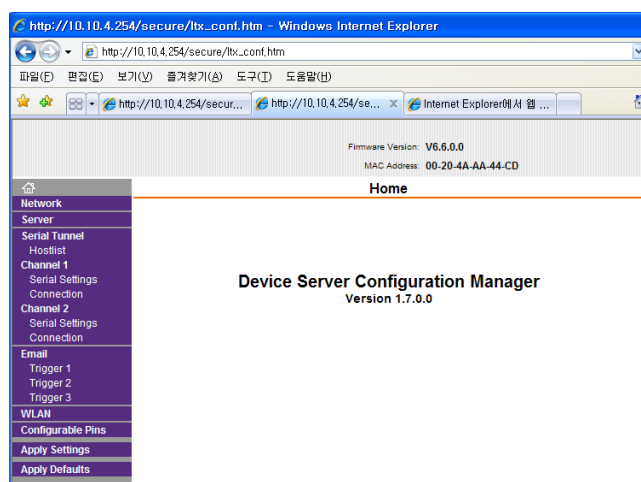 http://10.10.4.254/secure/ltx_conf.htm - Windows Internet Explorer
http://10.10.4.254/secure/ltx_conf.htm
파일(F) 편집(E) 보기(V) 즐겨찾기(A) 도구(T) 도움말(H)
http://10.10.4.254/secur... http://10.10.4.254/se... x Internet Explorer에서 웹 ...
Firmware Version: V6.6.0.0
MAC Address: 00-20-4A-AA-44-CD
Home
Network
Server
Serial Tunnel
Hostlist
Channel 1
Serial Settings
Connection
Channel 2
Serial Settings
Connection
Email
Trigger 1
Trigger 2
Trigger 3
WLAN
Configurable Pins
Apply Settings
Apply Defaults
Device Server Configuration Manager
Version 1.7.0.0